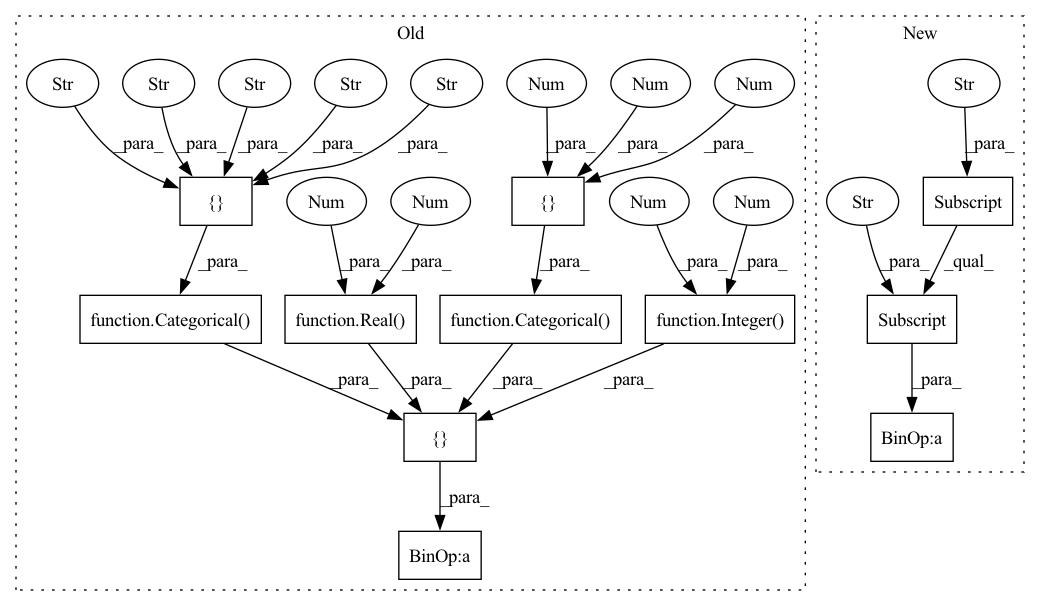 Old
New
Str
Str
Str
Str
Str
Num
Num
Num
Str
_para_
_para_
_para_
_para_
_para_
_para_
_para_
_para_
_para_
{}
Num
Num
{}
Num
Num
Str
Subscript
_para_
_para_
_para_
_para_
_para_
_para_
_para_
_qual_
function.Categorical()
function.Real()
function.Categorical()
function.Integer()
Subscript
_para_
_para_
_para_
_para_
_para_
{}
BinOp:a
_para_
BinOp:a